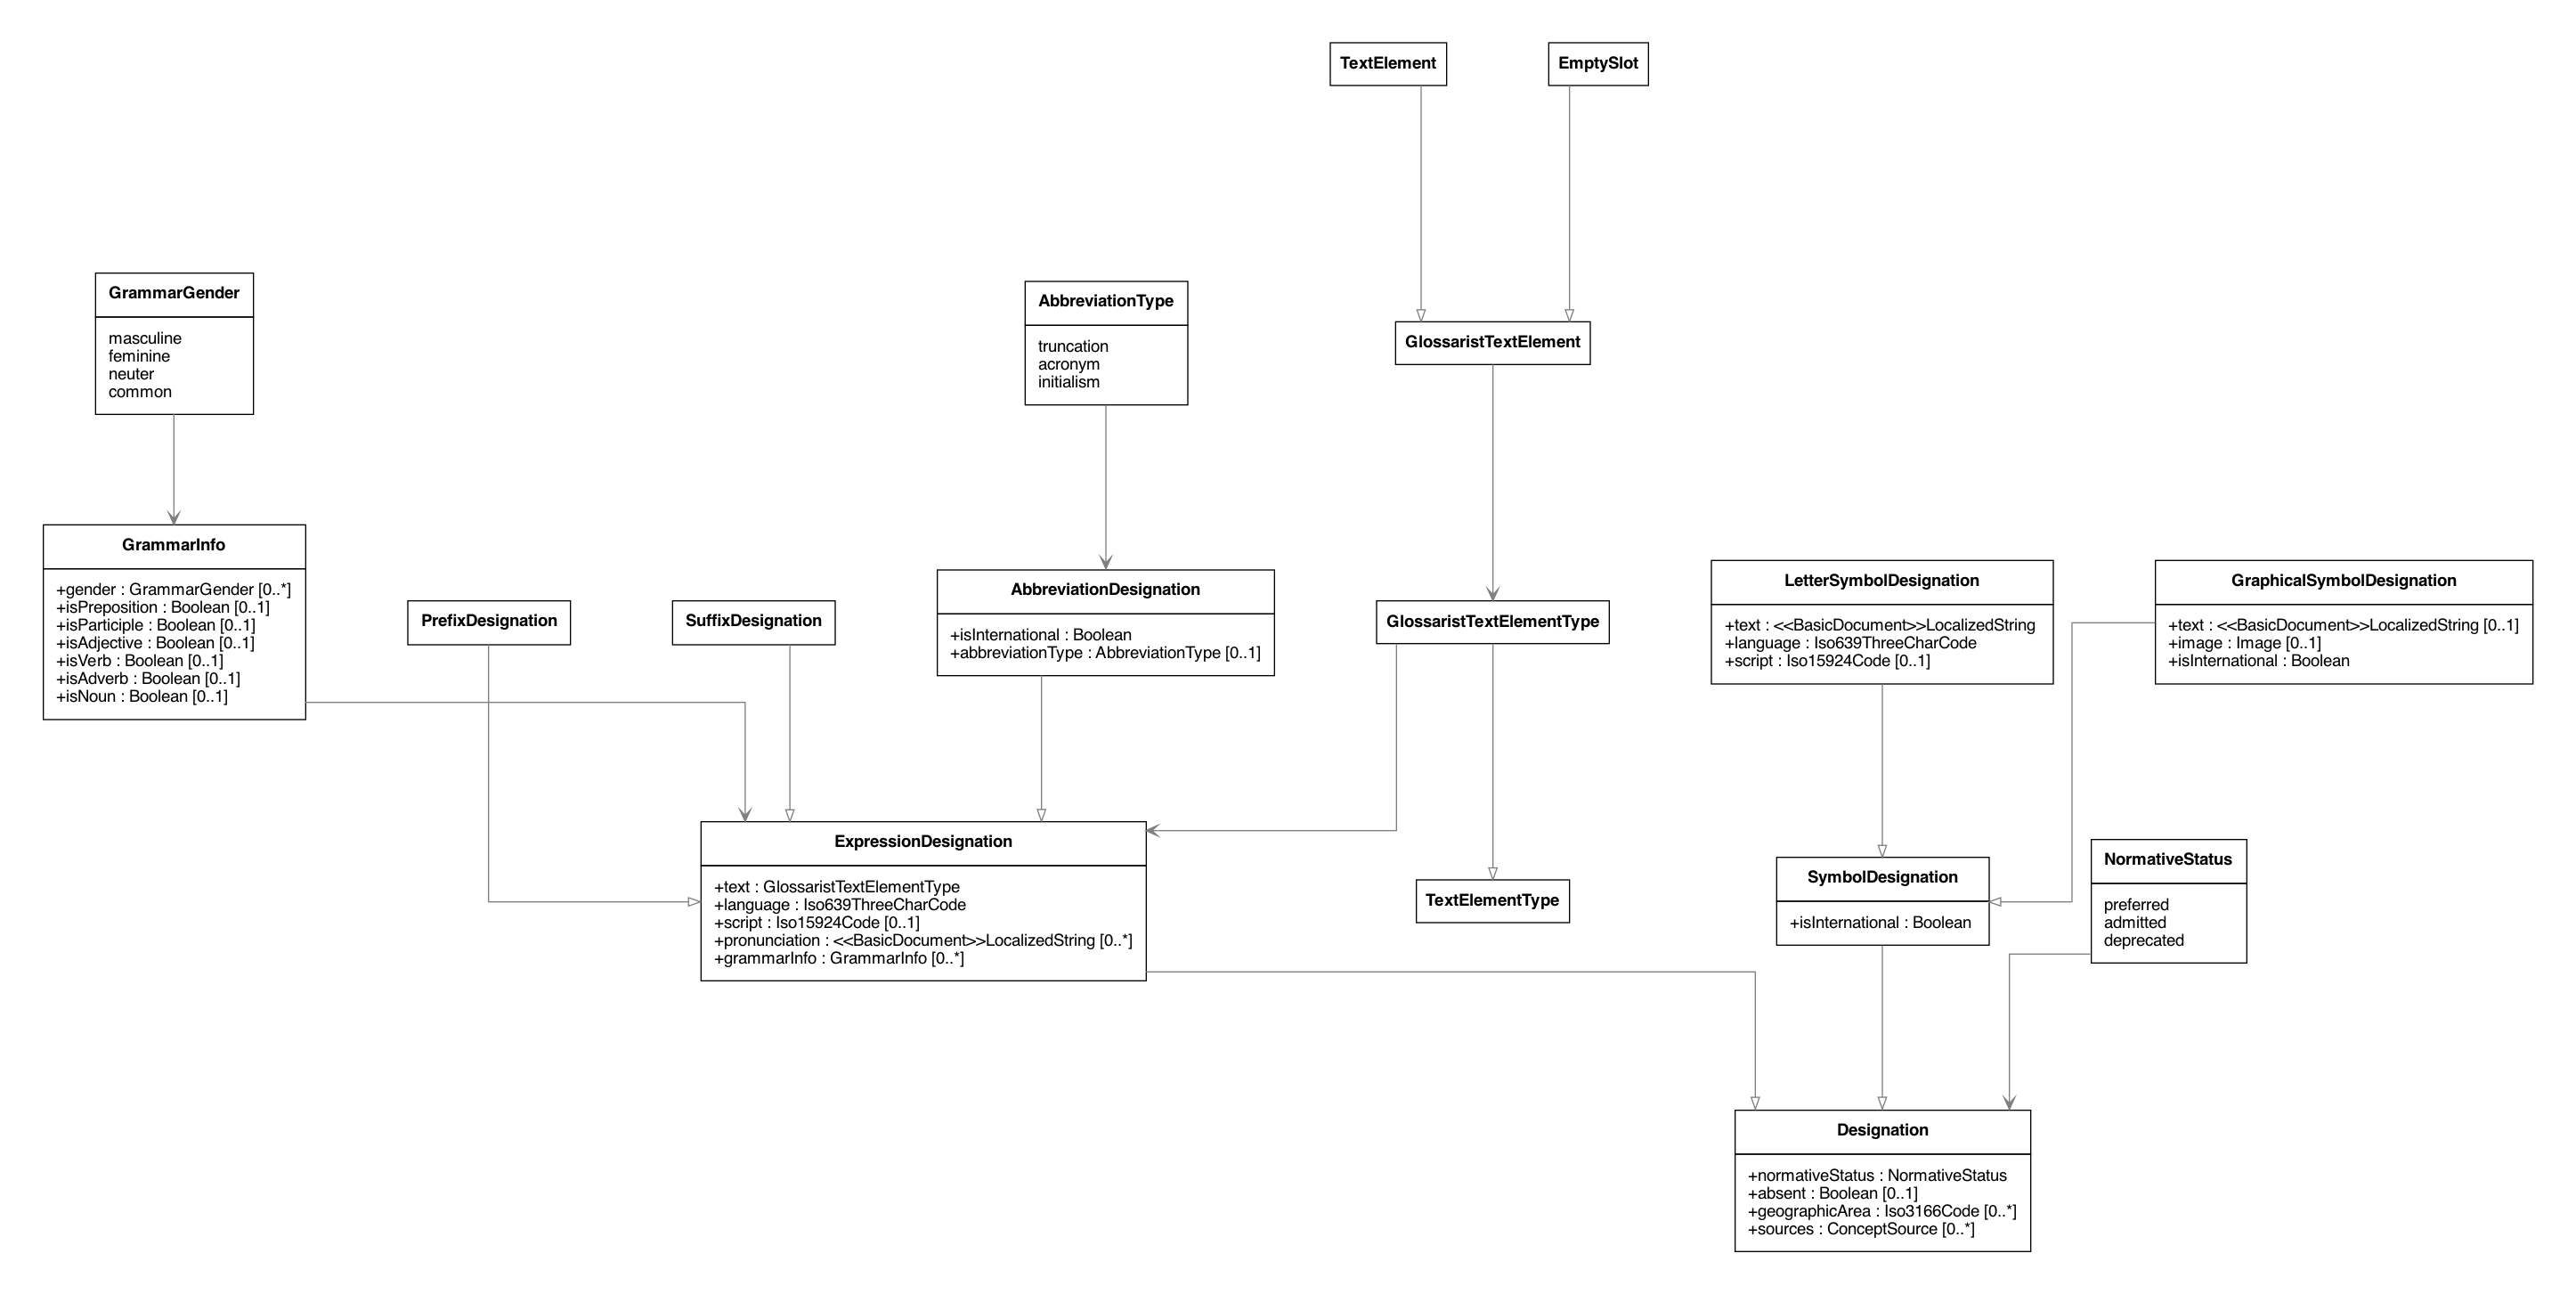 TextElement
EmptySlot
GrammarGender
masculine
feminine
neuter
common
AbbreviationType
truncation
acronym
initialism
GlossaristTextElement
GrammarInfo
+gender : GrammarGender [0..*]
+isPreposition : Boolean [0..1]
+isParticiple : Boolean [0..1]
+isAdjective : Boolean [0..1]
+isVerb : Boolean [0..1]
+isAdverb : Boolean [0..1]
+isNoun : Boolean [0..1]
PrefixDesignation
SuffixDesignation
AbbreviationDesignation
+isInternational : Boolean
+abbreviationType : AbbreviationType [0..1]
GlossaristTextElementType
LetterSymbolDesignation
+text : <<BasicDocument>>LocalizedString
+language : Iso639ThreeCharCode
+script : Iso15924Code [0..1]
GraphicalSymbolDesignation
+text : <<BasicDocument>>LocalizedString [0..1]
+image : Image [0..1]
+isInternational : Boolean
ExpressionDesignation
+text : GlossaristTextElementType
+language : Iso639ThreeCharCode
+script : Iso15924Code [0..1]
+pronunciation : <<BasicDocument>>LocalizedString [0..*]
+grammarInfo : GrammarInfo [0..*]
TextElementType
SymbolDesignation
+isInternational : Boolean
NormativeStatus
preferred
admitted
deprecated
Designation
+normativeStatus : NormativeStatus
+absent : Boolean [0..1]
+geographicArea : Iso3166Code [0..*]
+sources : ConceptSource [0..*]